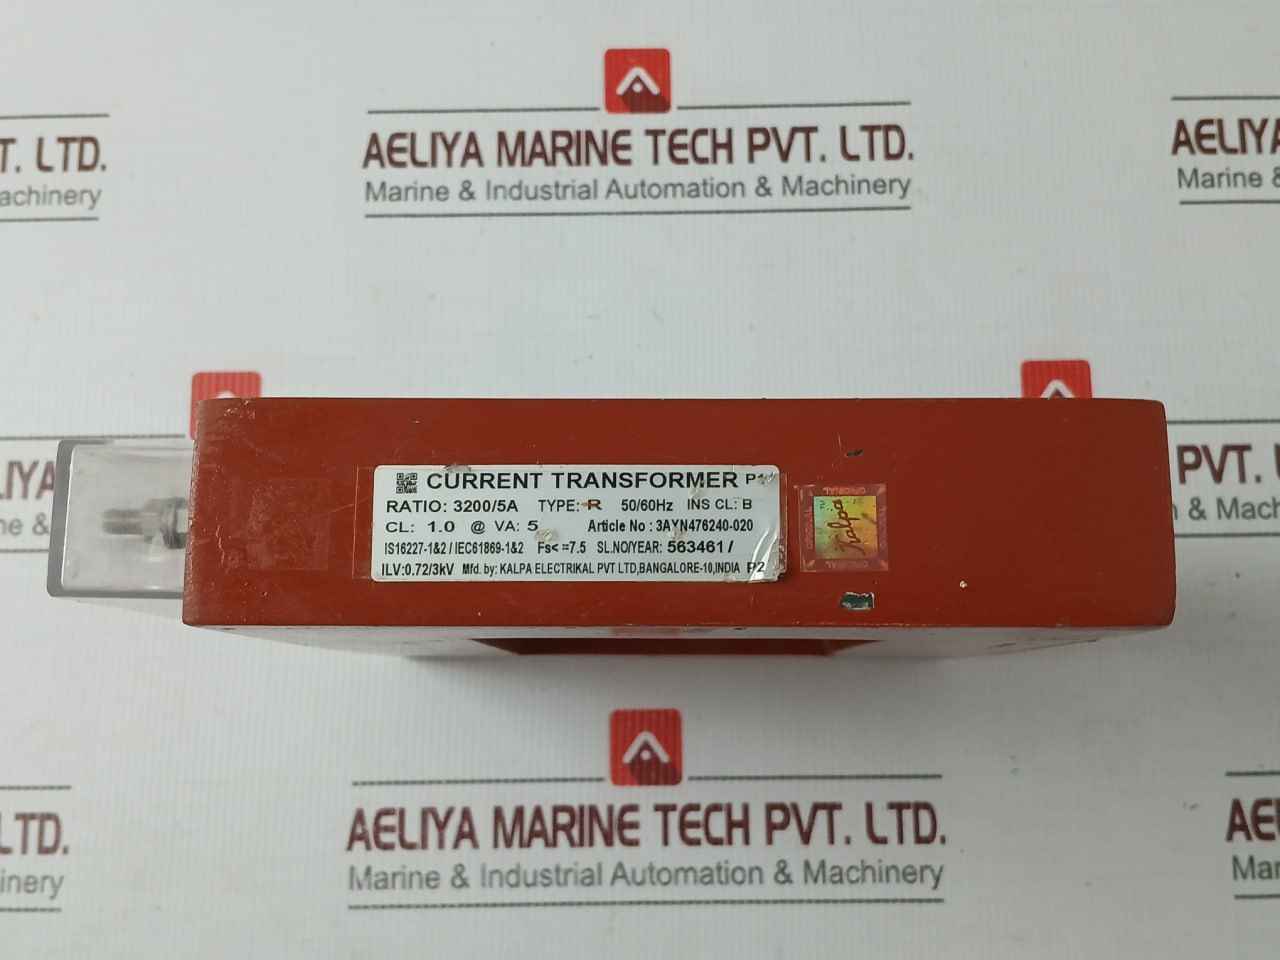 AELIYA MARINE TECH PVT. LTD.
Marine & Industrial Automation & Machinery
T. LTD.
achinery
AELIYA
Marine &
CURRENT TRANSFORMER P1
RATIO: 3200/5A TYPE: R 50/60Hz INS CL: B
CL: 1.0 @ VA: 5 Article No : 3AYN476240-020
IS16227-1&2 / IEC61869-1&2 Fs< =7.5 SL.NO/YEAR: 563461 /
ILV:0.72/3kV Mfd. by: KALPA ELECTRIKAL PVT LTD,BANGALORE-10,INDIA P2
ORIGINAL
Kalpa
PVT. LTD.
& Machinery
AELIYA MARINE TECH PVT. LTD.
Marine & Industrial Automation & Machinery
LTD.
inery
AE
Mar